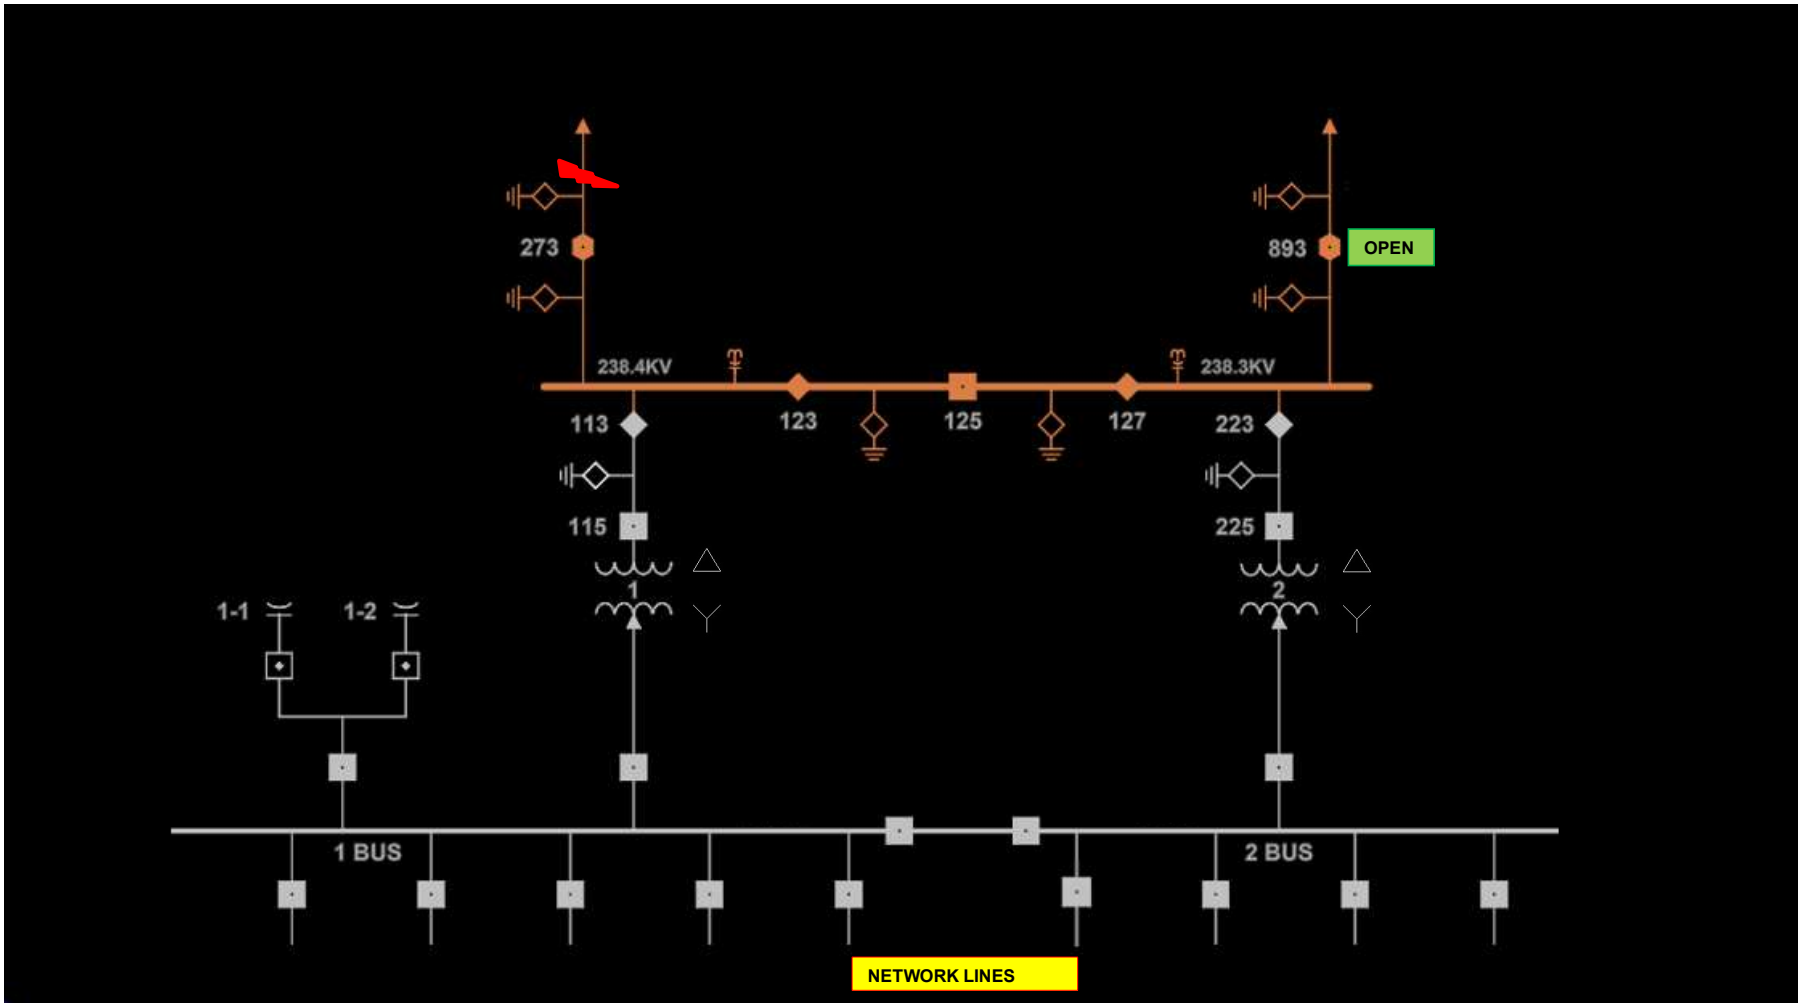 273
893
OPEN
238.4KV
238.3KV
113
123
125
127
223
115
225
1
2
1-1
1-2
1 BUS
2 BUS
NETWORK LINES